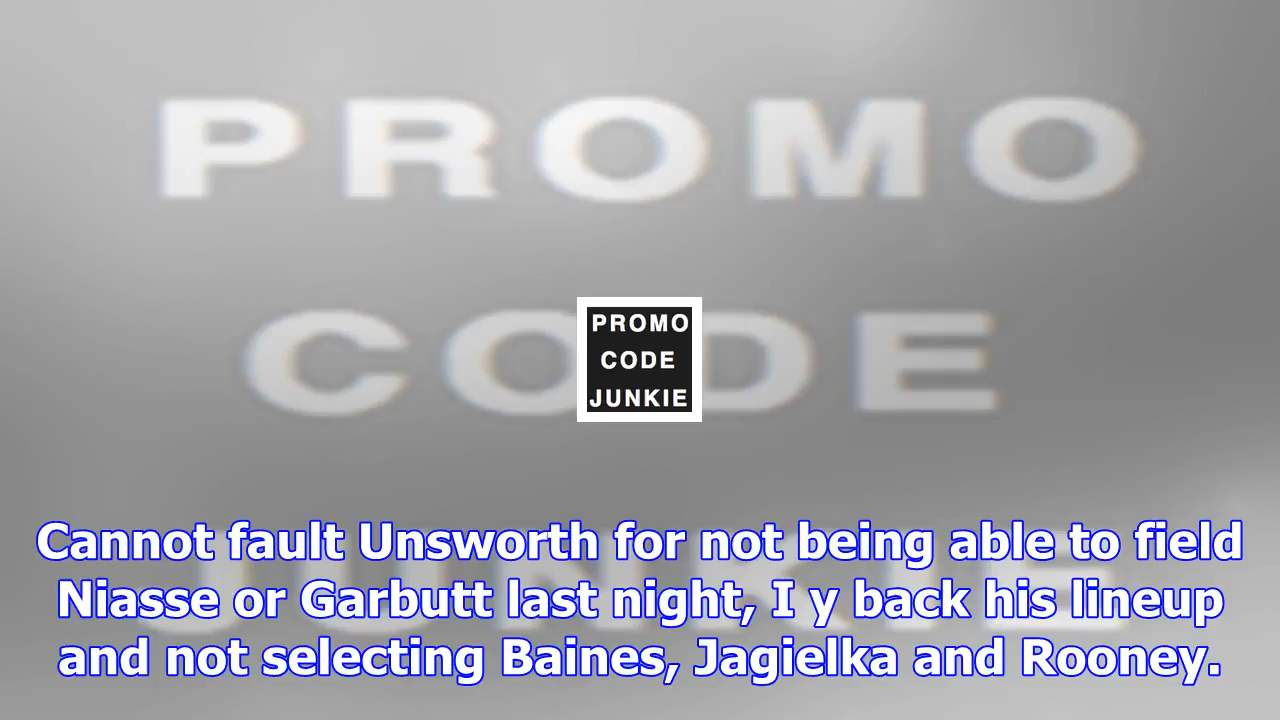 PROMO
CODE
JUNKIE
PROMO
CODE
JUNKIE
Cannot fault Unsworth for not being able to field
Niasse or Garbutt last night, I y back his lineup
and not selecting Baines, Jagielka and Rooney.